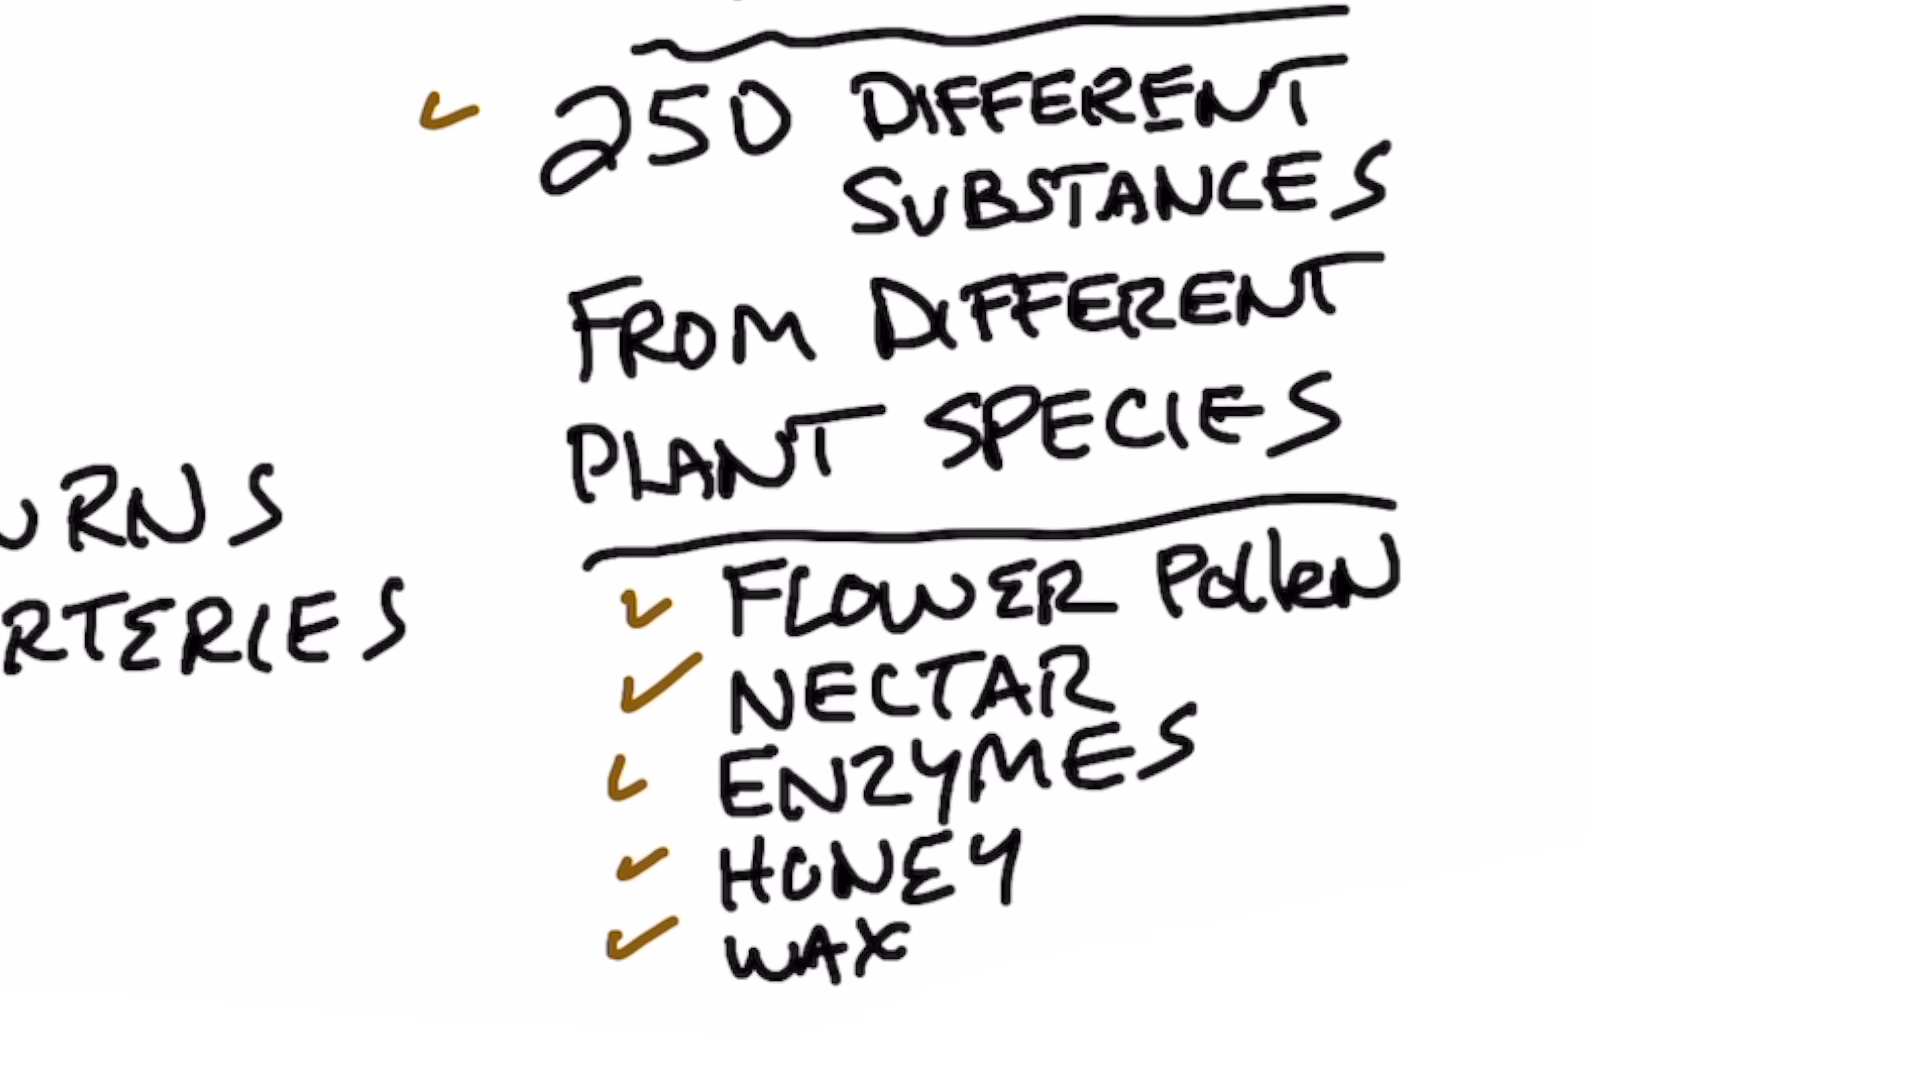 250 DIFFERENT
SUBSTANCES
FROM DIFFERENT
PLANT SPECIES
URNS
RTERIES
FLOWER Pollen
NECTAR
ENZYMES
HONEY
WAX